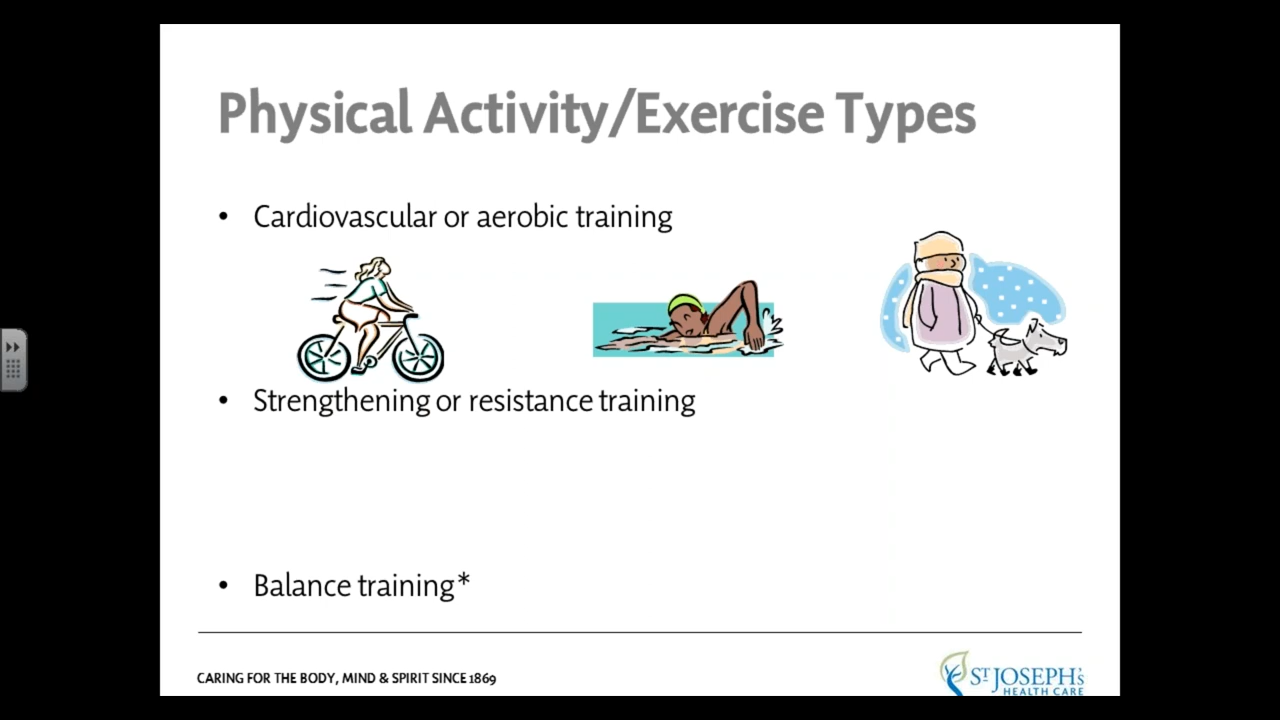 Physical Activity/Exercise Types
• Cardiovascular or aerobic training
• Strengthening or resistance training
• Balance training*
CARING FOR THE BODY, MIND & SPIRIT SINCE 1869
ST JOSEPH'S
HEALTH CARE